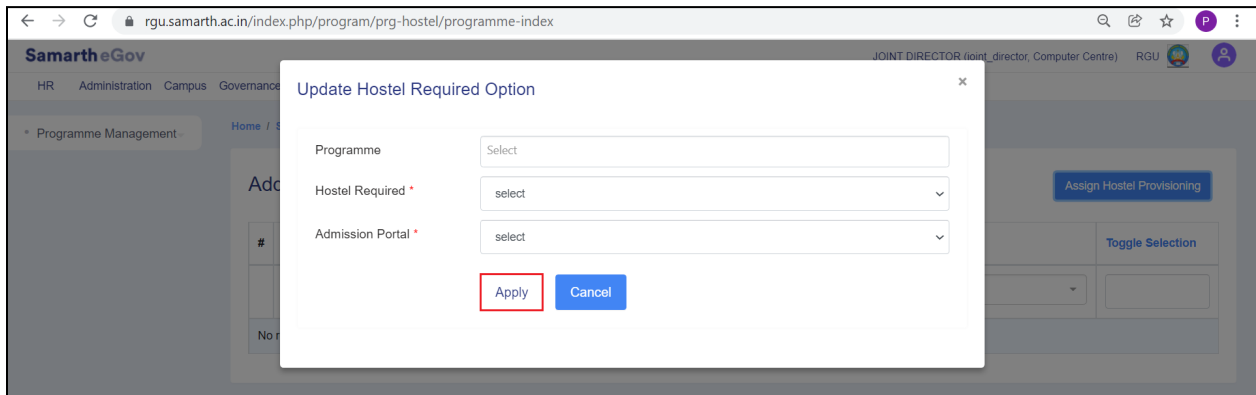 rgu.samarth.ac.in/index.php/program/prg-hostel/programme-index
P
Samarth eGov
JOINT DIRECTOR (joint_director, Computer Centre) RGU
HR Administration Campus Governance
Update Hostel Required Option ×
Programme Management
Home /
Programme Select
Hostel Required * select
Assign Hostel Provisioning
Admission Portal * select
# Toggle Selection
Apply Cancel
No